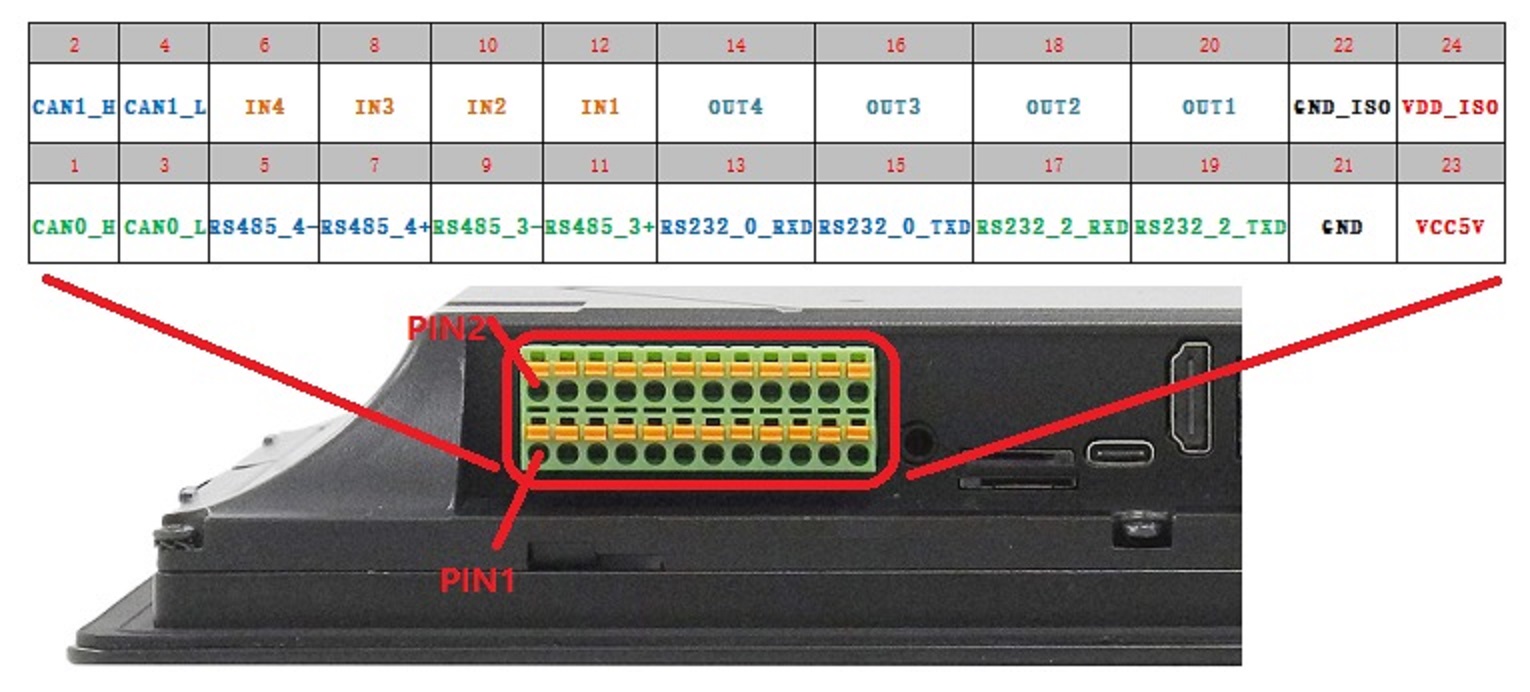 2 4 6 8 10 12 14 16 18 20 22 24
CAN1_H CAN1_L IN4 IN3 IN2 IN1 OUT4 OUT3 OUT2 OUT1 GND_ISO VDD_ISO
1 3 5 7 9 11 13 15 17 19 21 23
CAN0_H CAN0_L RS485_4- RS485_4+ RS485_3- RS485_3+ RS232_0_RXD RS232_0_TXD RS232_2_RXD RS232_2_TXD GND VCC5V
PIN2
PIN1